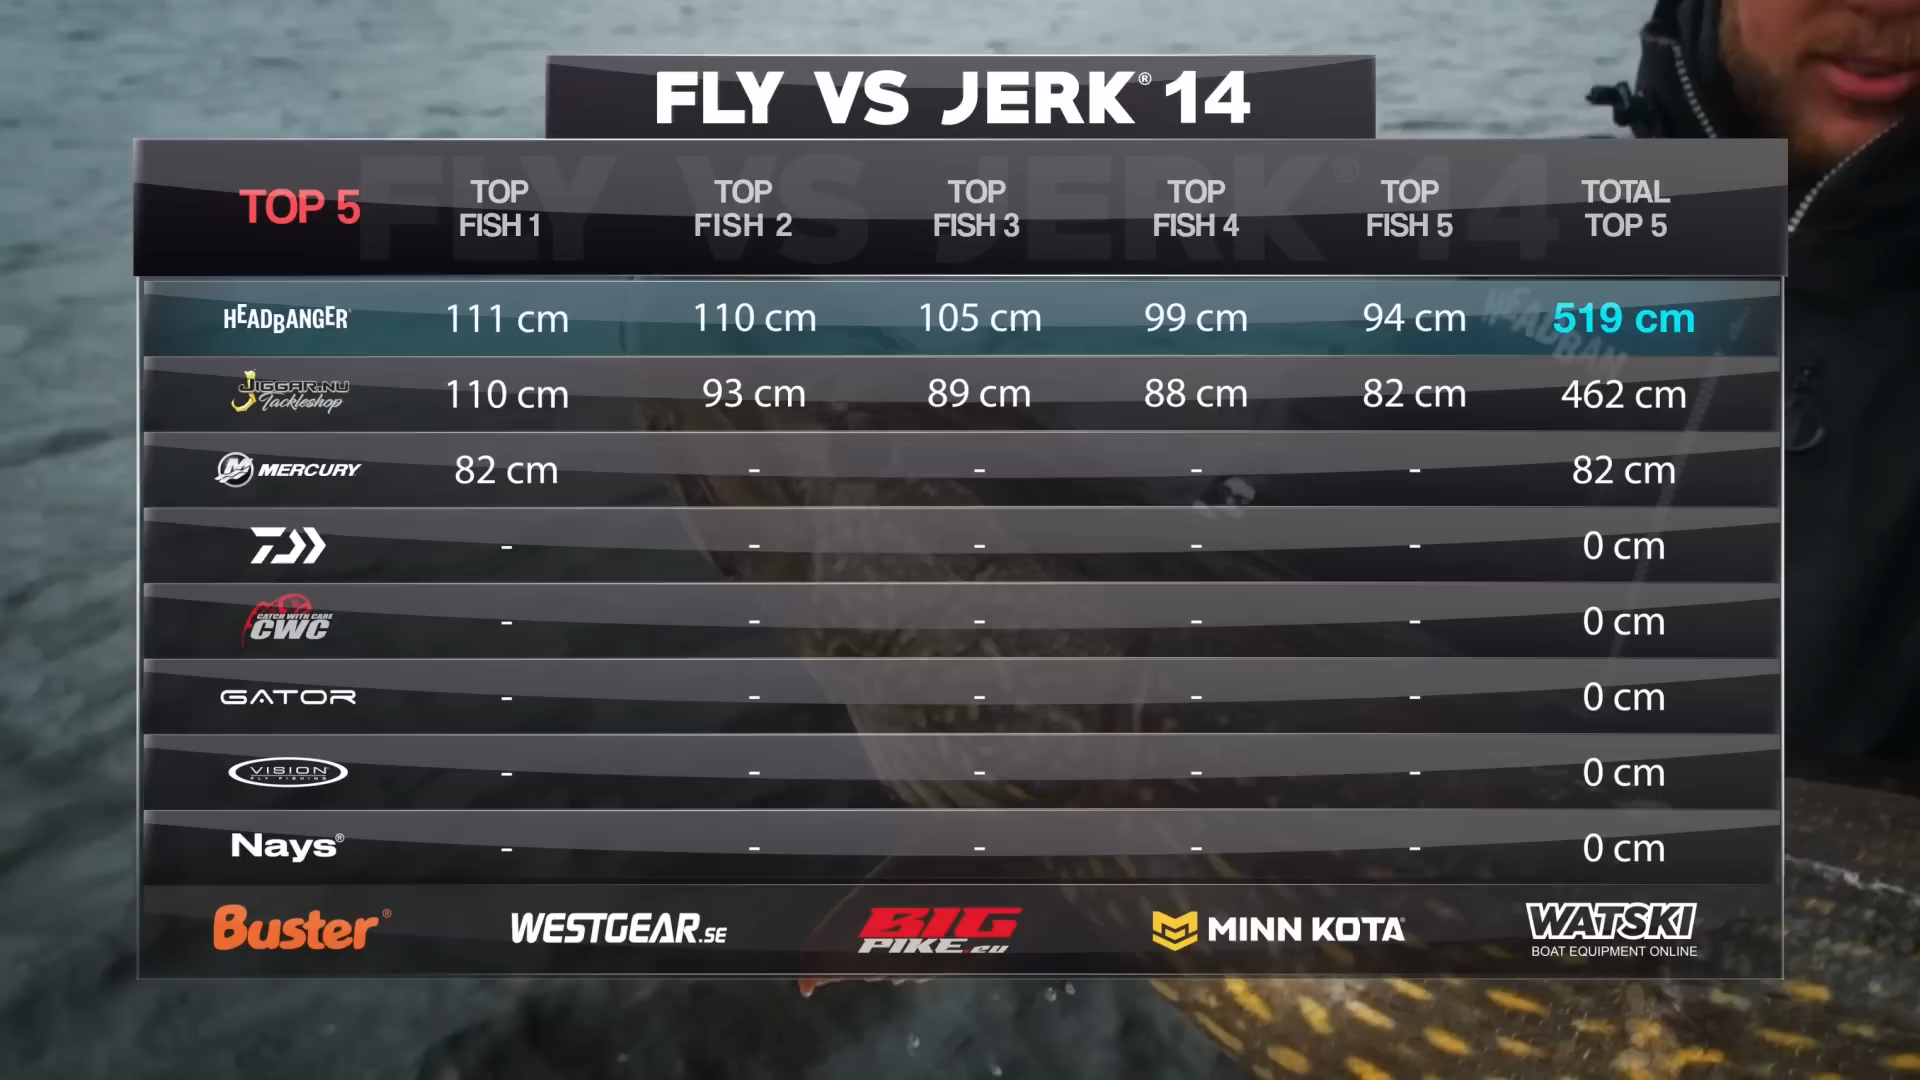 FLY VS JERK® 14
TOP 5 TOP FISH 1 TOP FISH 2 TOP FISH 3 TOP FISH 4 TOP FISH 5 TOTAL TOP 5
HEADBANGER 111 cm 110 cm 105 cm 99 cm 94 cm 519 cm
JIGGAR.NU Tackleshop 110 cm 93 cm 89 cm 88 cm 82 cm 462 cm
MERCURY 82 cm - - - - 82 cm
- - - - - 0 cm
CATCH WITH CARE CWC - - - - - 0 cm
GATOR - - - - - 0 cm
VISION FLY FISHING - - - - - 0 cm
Nays® - - - - - 0 cm
Buster® WESTGEAR.SE BIG PIKE.eu MINN KOTA® WATSKI
BOAT EQUIPMENT ONLINE